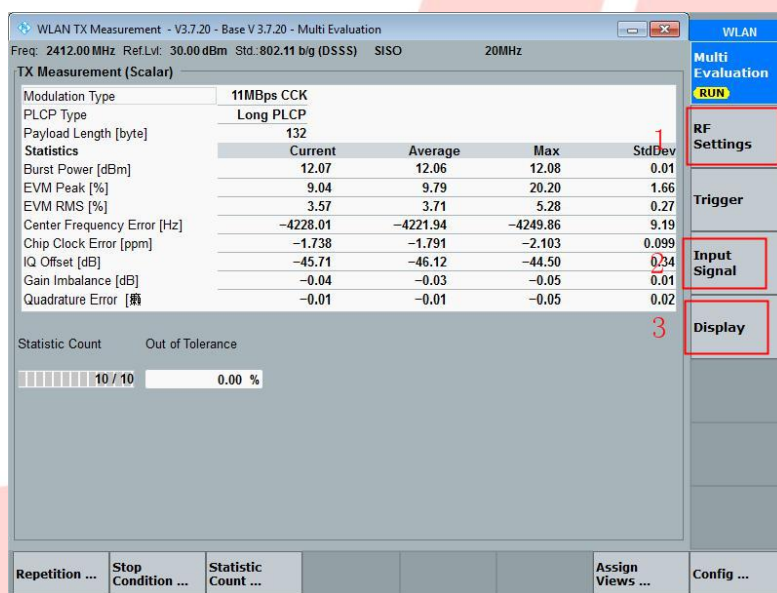 WLAN TX Measurement - V3.7.20 - Base V 3.7.20 - Multi Evaluation
WLAN
Freq: 2412.00 MHz Ref.Lvl: 30.00 dBm Std.: 802.11 b/g (DSSS) SISO 20MHz
Multi
Evaluation
RUN
TX Measurement (Scalar)
Modulation Type 11MBps CCK
PLCP Type Long PLCP
Payload Length [byte] 132
Statistics Current Average Max StdDev
Burst Power [dBm] 12.07 12.06 12.08 0.01
EVM Peak [%] 9.04 9.79 20.20 1.66
EVM RMS [%] 3.57 3.71 5.28 0.27
Center Frequency Error [Hz] −4228.01 −4221.94 −4249.86 9.19
Chip Clock Error [ppm] −1.738 −1.791 −2.103 0.099
IQ Offset [dB] −45.71 −46.12 −44.50 0.34
Gain Imbalance [dB] −0.04 −0.03 −0.05 0.01
Quadrature Error [癩 −0.01 −0.01 −0.05 0.02
1
RF
Settings
Trigger
2
Input
Signal
3
Display
Statistic Count Out of Tolerance
10 / 10 0.00 %
Repetition ...
Stop
Condition ...
Statistic
Count ...
Assign
Views ...
Config ...